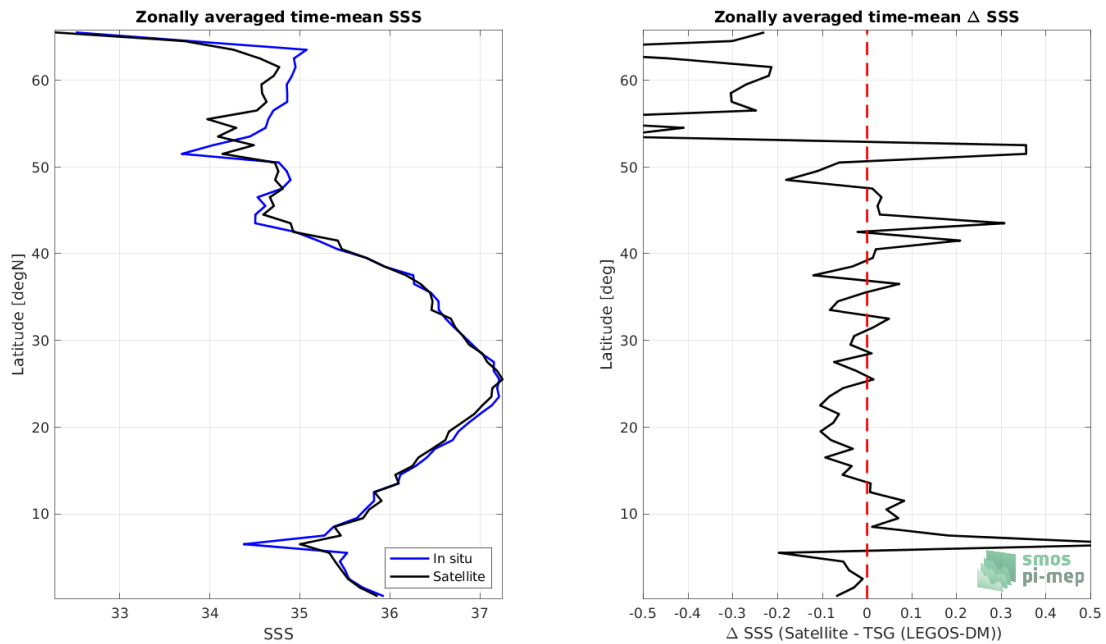 Zonally averaged time-mean SSS
Latitude [degN]
60
50
40
30
20
10
33 34 35 36 37
SSS
In situ
Satellite
Zonally averaged time-mean Δ SSS
Latitude [deg]
60
50
40
30
20
10
-0.5 -0.4 -0.3 -0.2 -0.1 0 0.1 0.2 0.3 0.4 0.5
Δ SSS (Satellite - TSG (LEGOS-DM))
smos
pi-mep